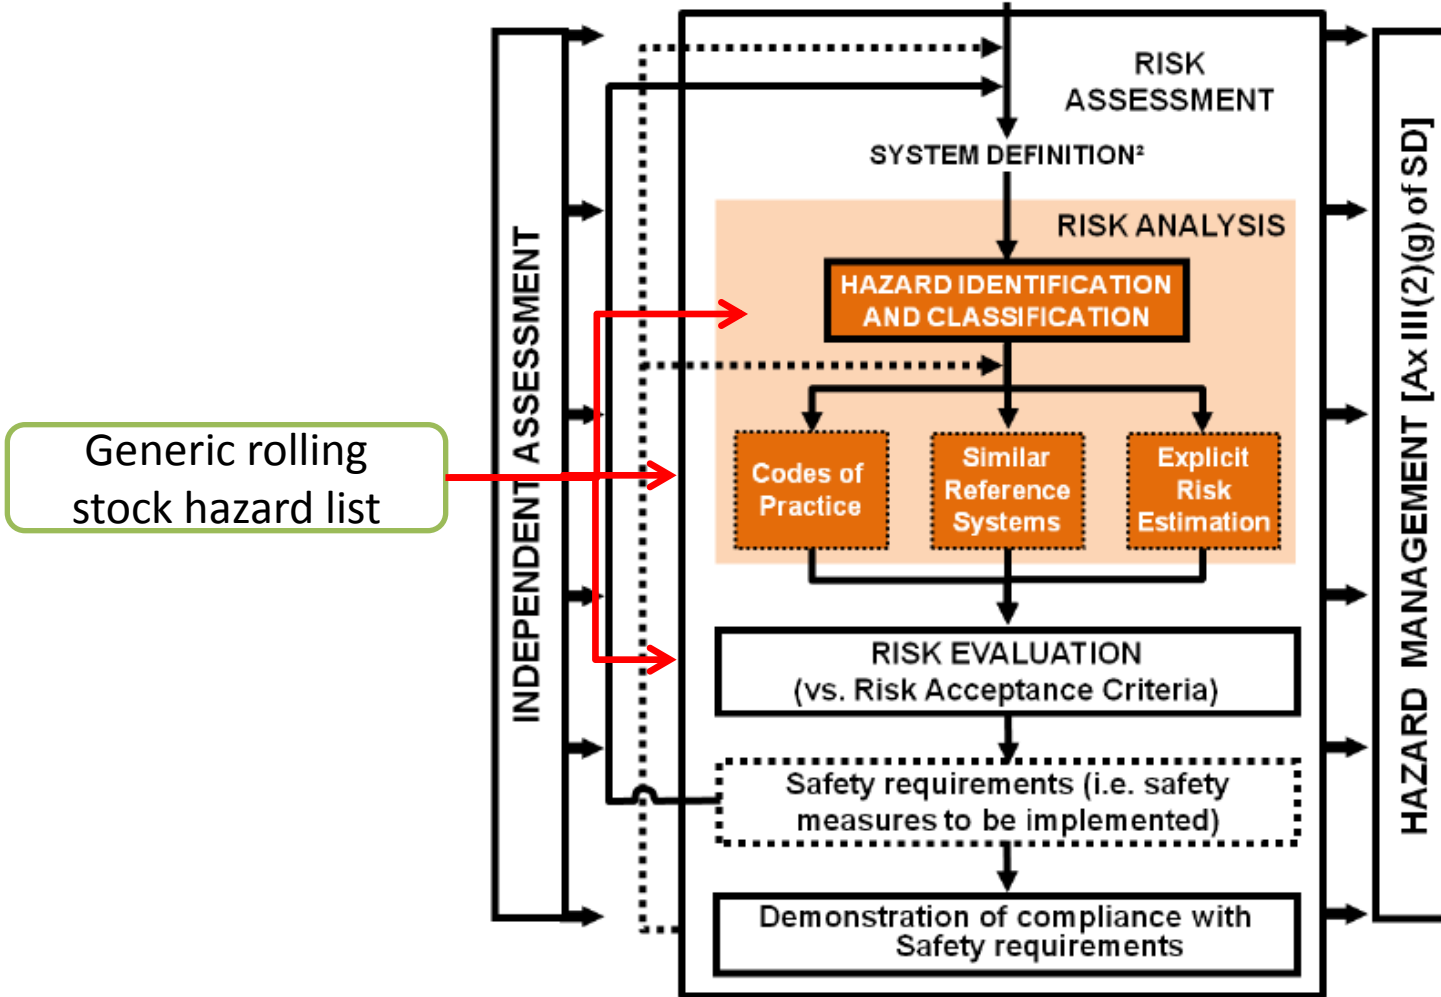 Generic rolling
stock hazard list
INDEPENDENT ASSESSMENT
RISK
ASSESSMENT
SYSTEM DEFINITION²
RISK ANALYSIS
HAZARD IDENTIFICATION
AND CLASSIFICATION
Codes of
Practice
Similar
Reference
Systems
Explicit
Risk
Estimation
RISK EVALUATION
(vs. Risk Acceptance Criteria)
Safety requirements (i.e. safety
measures to be implemented)
Demonstration of compliance with
Safety requirements
HAZARD MANAGEMENT [Ax III(2)(g) of SD]